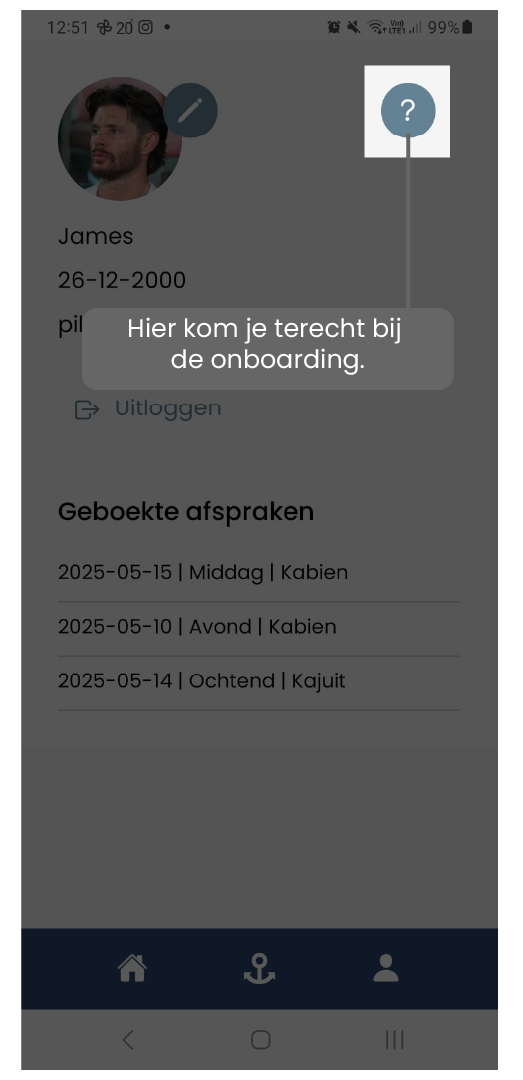 12:51 20
99%
?
James
26-12-2000
pil
Hier kom je terecht bij
de onboarding.
Uitloggen
Geboekte afspraken
2025-05-15 | Middag | Kabien
2025-05-10 | Avond | Kabien
2025-05-14 | Ochtend | Kajuit